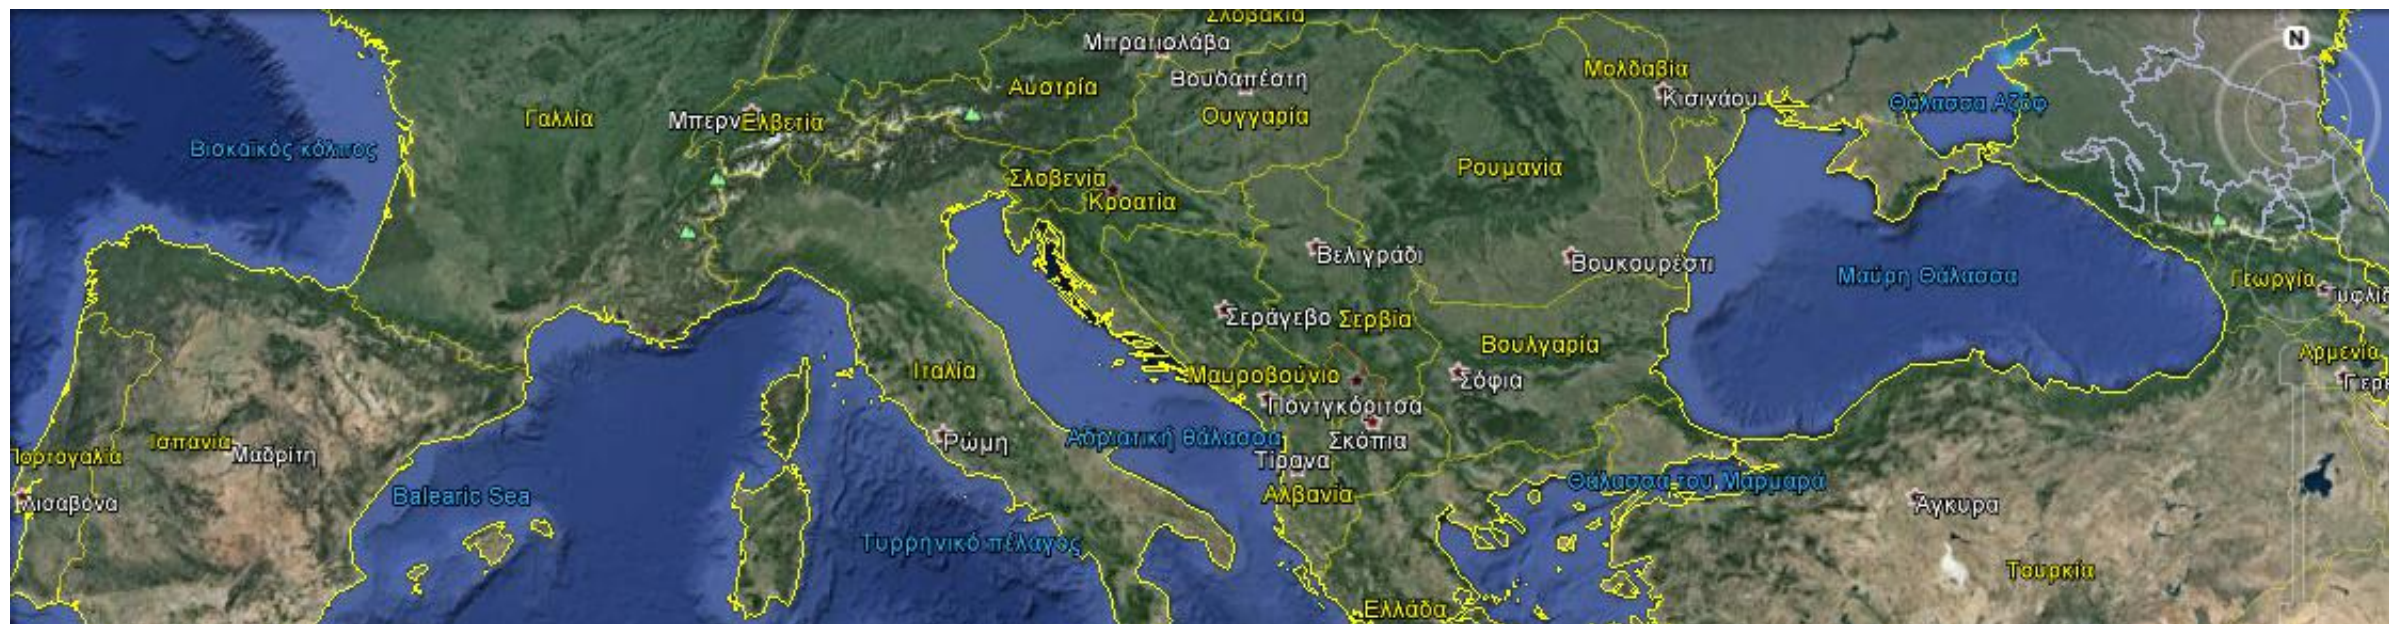 Σλοβακία
N
Μπρατισλάβα
Μολδαβία
Βουδαπέστη
Αυστρία
Κισινάου
Θάλασσα Αζόφ
Γαλλία
Ουγγαρία
Ελβετία
Βισκαϊκός κόλπος
Ρουμανία
Σλοβενία
Κροατία
Βελιγράδι
Βουκουρέστι
Μαύρη Θάλασσα
Γεωργία
Σεράγεβο
Σερβία
Βουλγαρία
Αρμενία
Ιταλία
Μαυροβούνιο
Σόφια
Ποντγκόριτσα
Ισπανία
Μαδρίτη
Ρώμη
Αδριατική θάλασσα
Σκόπια
Πορτογαλία
Τίρανα
Λισαβόνα
Balearic Sea
Αλβανία
Θάλασσα του Μαρμαρά
Άγκυρα
Τυρρηνικό πέλαγος
Τουρκία
Ελλάδα